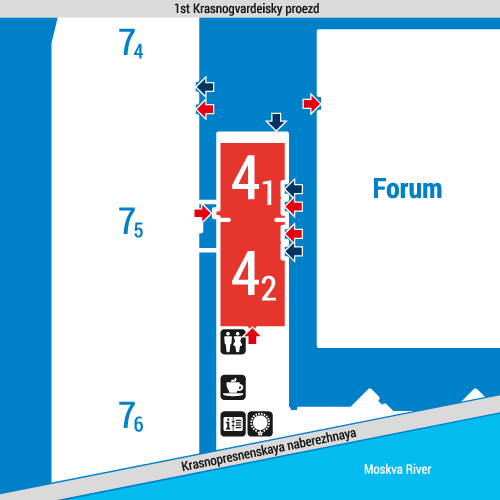 1st Krasnogvardeisky proezd
7₄
4₁
Forum
7₅
4₂
7₆
Krasnopresnenskaya naberezhnaya
Moskva River